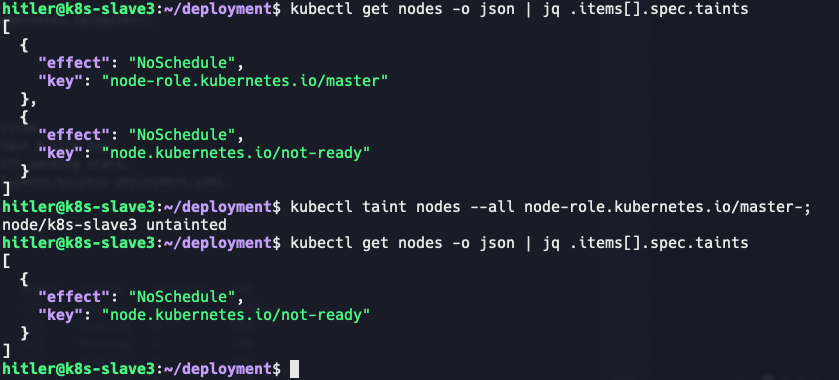 hitler@k8s-slave3:~/deployment$ kubectl get nodes -o json | jq .items[].spec.taints
[
  {
    "effect": "NoSchedule",
    "key": "node-role.kubernetes.io/master"
  },
  {
    "effect": "NoSchedule",
    "key": "node.kubernetes.io/not-ready"
  }
]
hitler@k8s-slave3:~/deployment$ kubectl taint nodes --all node-role.kubernetes.io/master-;
node/k8s-slave3 untainted
hitler@k8s-slave3:~/deployment$ kubectl get nodes -o json | jq .items[].spec.taints
[
  {
    "effect": "NoSchedule",
    "key": "node.kubernetes.io/not-ready"
  }
]
hitler@k8s-slave3:~/deployment$